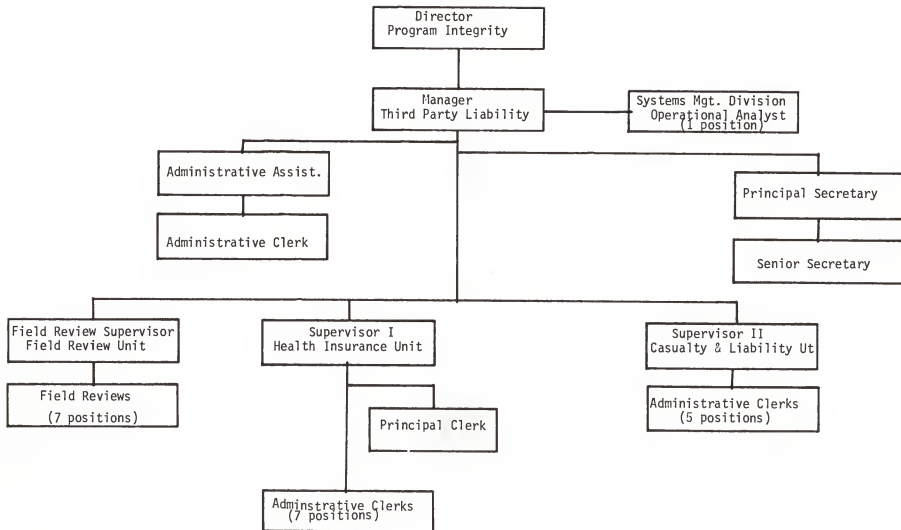 Director
Program Integrity
Manager
Third Party Liability
Systems Mgt. Division
Operational Analyst
(1 position)
Administrative Assist.
Administrative Clerk
Principal Secretary
Senior Secretary
Field Review Supervisor
Field Review Unit
Field Reviews
(7 positions)
Supervisor I
Health Insurance Unit
Principal Clerk
Adminstrative Clerks
(7 positions)
Supervisor II
Casualty & Liability Ut
Administrative Clerks
(5 positions)